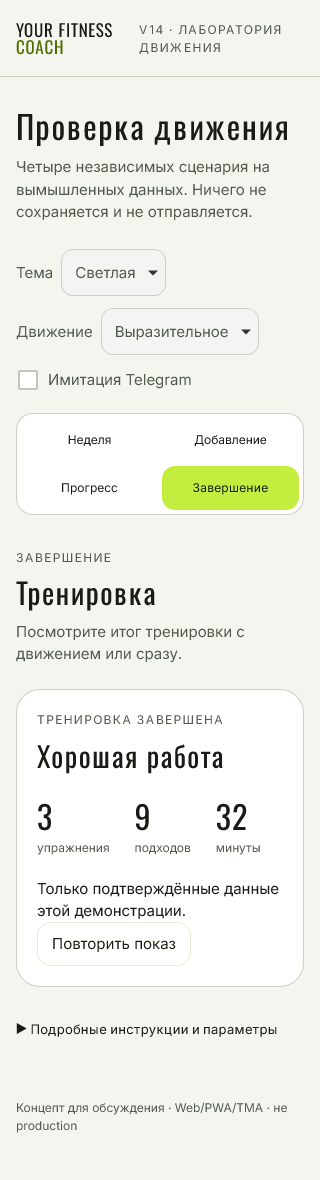 YOUR FITNESS
COACH
V14 · ЛАБОРАТОРИЯ
ДВИЖЕНИЯ
Проверка движения
Четыре независимых сценария на
вымышленных данных. Ничего не
сохраняется и не отправляется.
Тема Светлая
Движение Выразительное
Имитация Telegram
Неделя Добавление
Прогресс Завершение
ЗАВЕРШЕНИЕ
Тренировка
Посмотрите итог тренировки с
движением или сразу.
ТРЕНИРОВКА ЗАВЕРШЕНА
Хорошая работа
3 9 32
упражнения подходов минуты
Только подтверждённые данные
этой демонстрации.
Повторить показ
Подробные инструкции и параметры
Концепт для обсуждения · Web/PWA/TMA · не
production